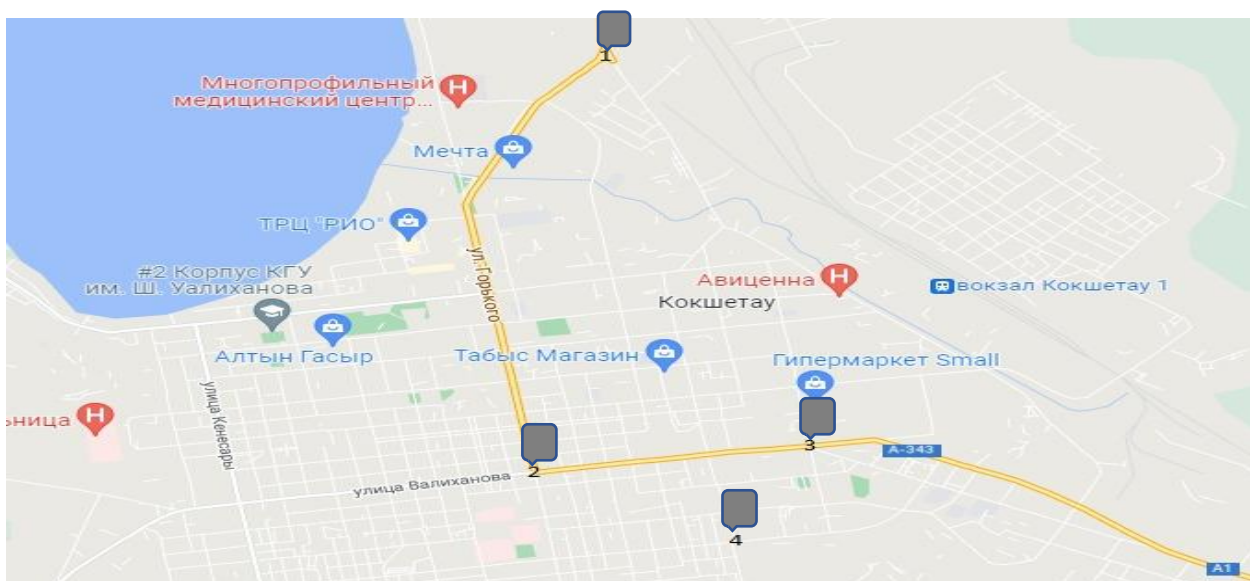 1
Многопрофильный
медицинский центр...
H
Мечта
ТРЦ "РИО"
ул. Горького
#2 Корпус КГУ
им. Ш. Уалиханова
Авиценна
H
Кокшетау
вокзал Кокшетау 1
Алтын Гасыр
Табыс Магазин
Гипермаркет Small
улица Кенесары
ьница
H
3
A-343
2
улица Валиханова
4
A1